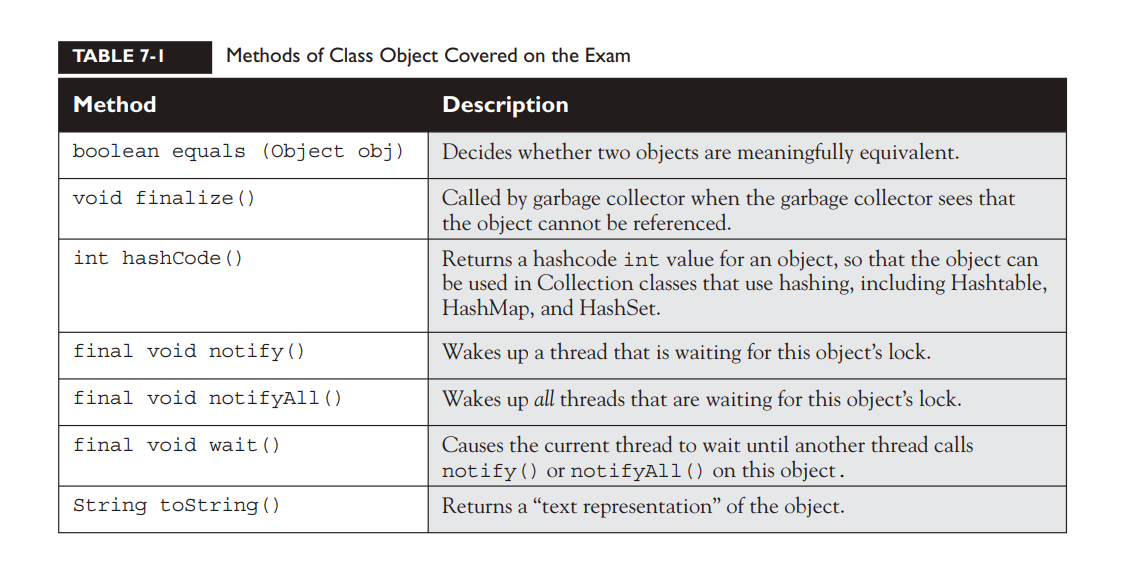 TABLE 7-1 Methods of Class Object Covered on the Exam
Method Description
boolean equals (Object obj) Decides whether two objects are meaningfully equivalent.
void finalize() Called by garbage collector when the garbage collector sees that
the object cannot be referenced.
int hashCode() Returns a hashcode int value for an object, so that the object can
be used in Collection classes that use hashing, including Hashtable,
HashMap, and HashSet.
final void notify() Wakes up a thread that is waiting for this object’s lock.
final void notifyAll() Wakes up all threads that are waiting for this object’s lock.
final void wait() Causes the current thread to wait until another thread calls
notify() or notifyAll() on this object.
String toString() Returns a “text representation” of the object.